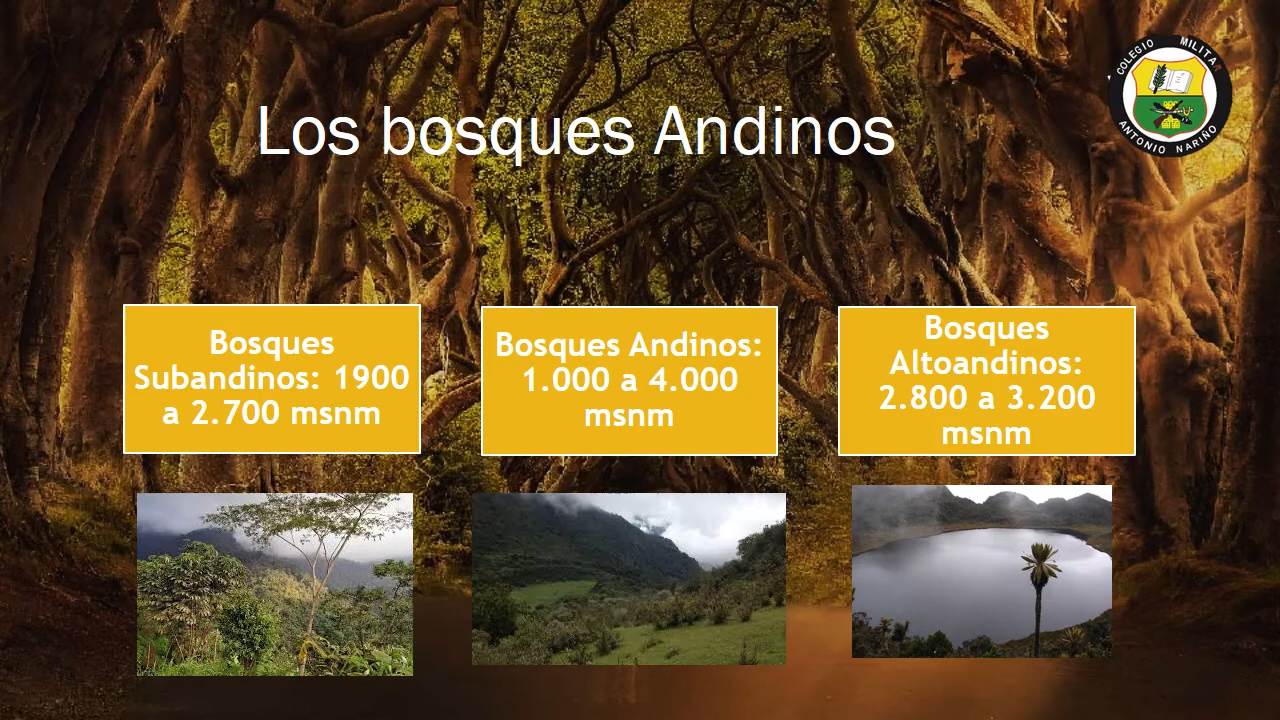 COLEGIO MILITAR
ANTONIO NARIÑO
Los bosques Andinos
Bosques
Subandinos: 1900
a 2.700 msnm
Bosques Andinos:
1.000 a 4.000
msnm
Bosques
Altoandinos:
2.800 a 3.200
msnm